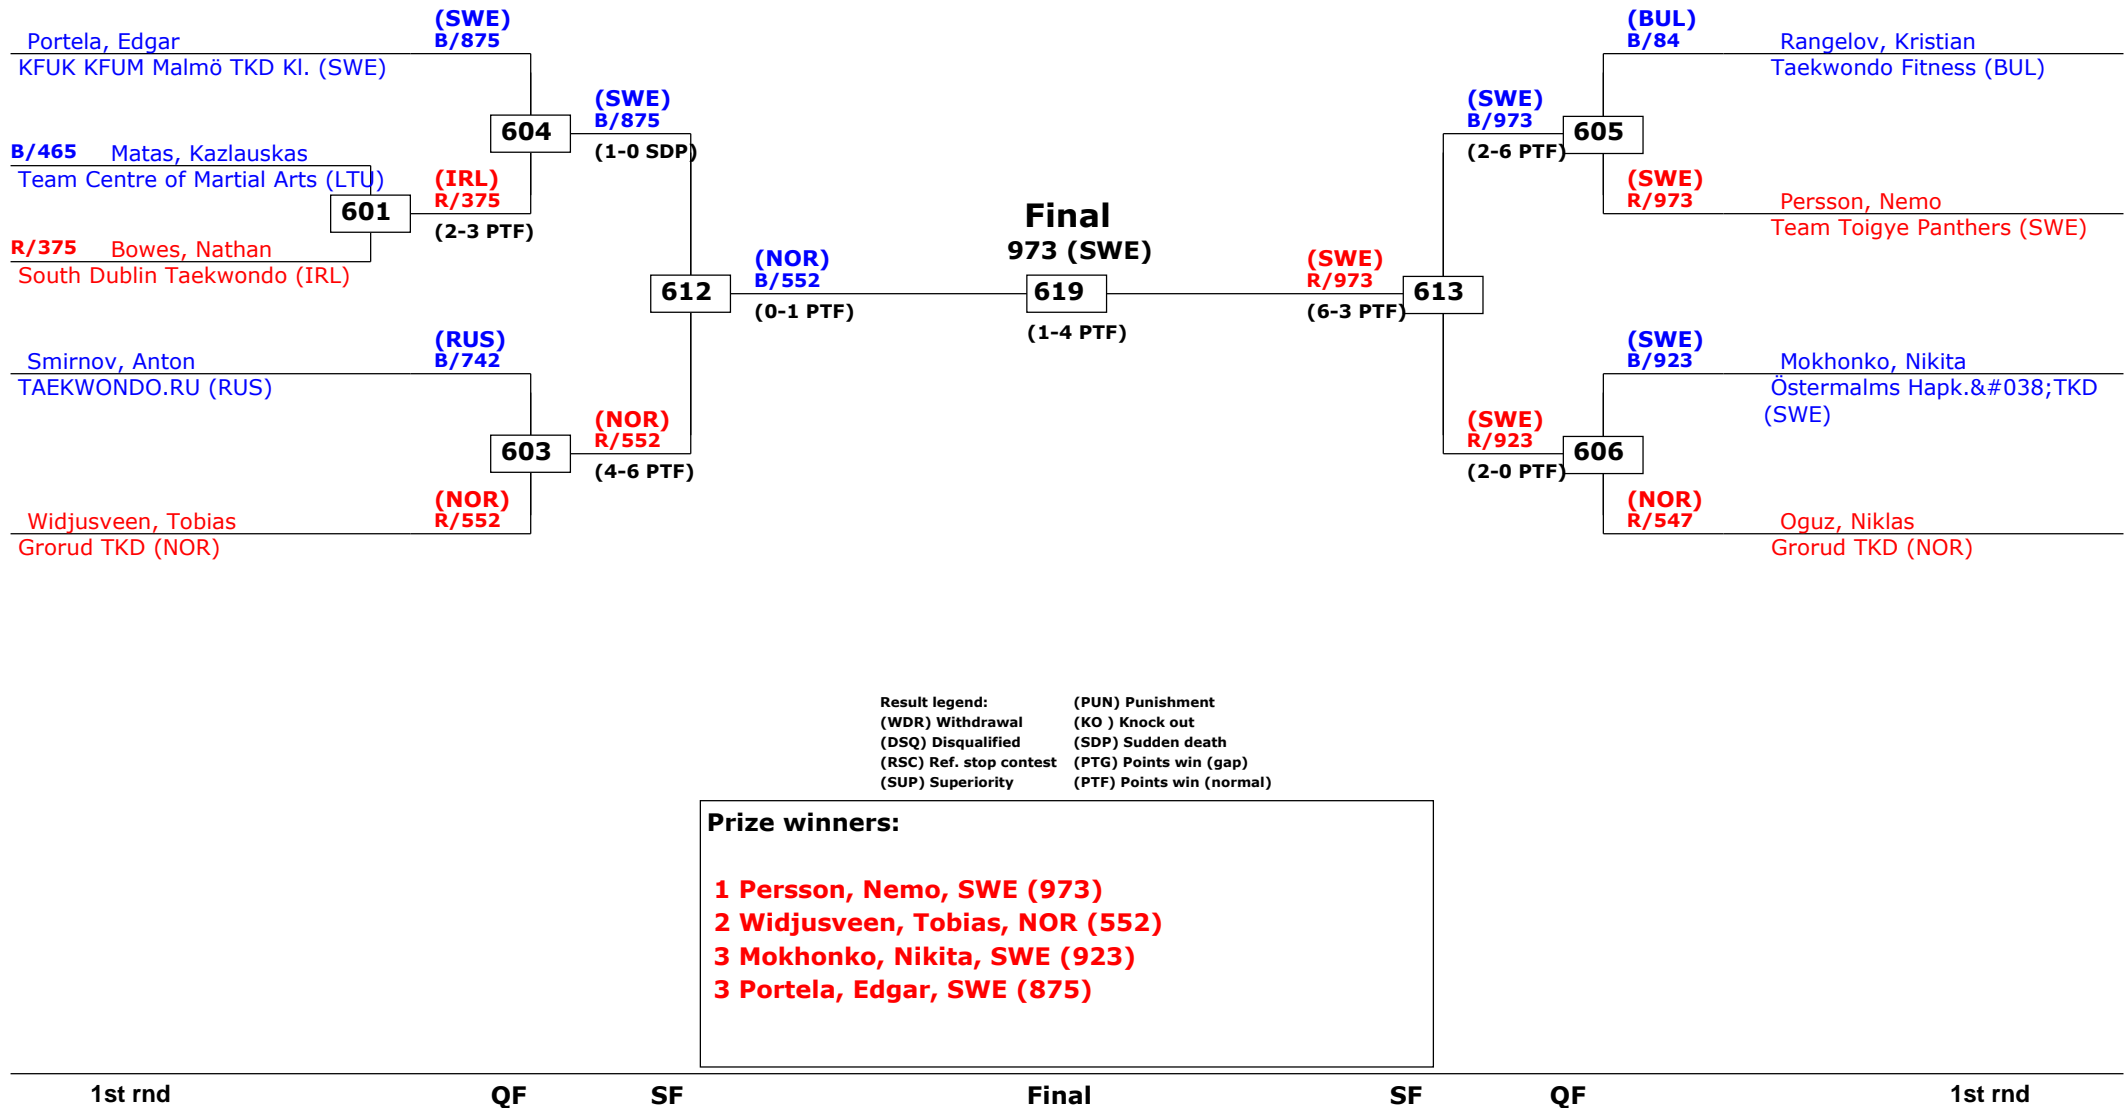 (SWE)
B/875
Portela, Edgar
KFUK KFUM Malmö TKD Kl. (SWE)
(SWE)
B/875
604
(1-0 SDP)
B/465 Matas, Kazlauskas
Team Centre of Martial Arts (LTU)
(IRL)
R/375
601
(2-3 PTF)
R/375 Bowes, Nathan
South Dublin Taekwondo (IRL)
(NOR)
B/552
612
(0-1 PTF)
(RUS)
B/742
Smirnov, Anton
TAEKWONDO.RU (RUS)
(NOR)
R/552
603
(4-6 PTF)
(NOR)
R/552
Widjusveen, Tobias
Grorud TKD (NOR)
Final
973 (SWE)
619
(1-4 PTF)
(BUL)
B/84
Rangelov, Kristian
Taekwondo Fitness (BUL)
(SWE)
B/973
605
(2-6 PTF)
(SWE)
R/973
Persson, Nemo
Team Toigye Panthers (SWE)
(SWE)
R/973
613
(6-3 PTF)
(SWE)
B/923
Mokhonko, Nikita
Östermalms Hapk.&#038;TKD
(SWE)
(SWE)
R/923
606
(2-0 PTF)
(NOR)
R/547
Oguz, Niklas
Grorud TKD (NOR)
Result legend: (PUN) Punishment
(WDR) Withdrawal (KO ) Knock out
(DSQ) Disqualified (SDP) Sudden death
(RSC) Ref. stop contest (PTG) Points win (gap)
(SUP) Superiority (PTF) Points win (normal)
Prize winners:
1 Persson, Nemo, SWE (973)
2 Widjusveen, Tobias, NOR (552)
3 Mokhonko, Nikita, SWE (923)
3 Portela, Edgar, SWE (875)
1st rnd QF SF Final SF QF 1st rnd